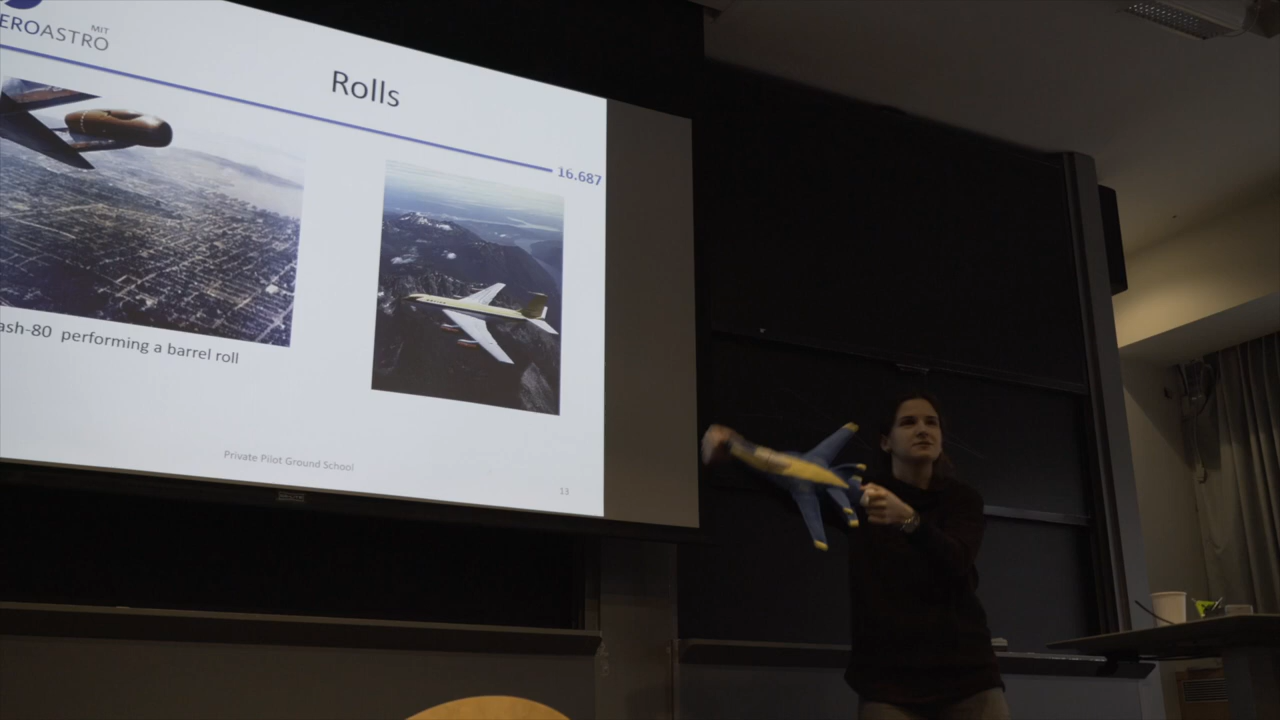 MIT
EROASTRO
Rolls
16.687
ash-80 performing a barrel roll
Private Pilot Ground School
13